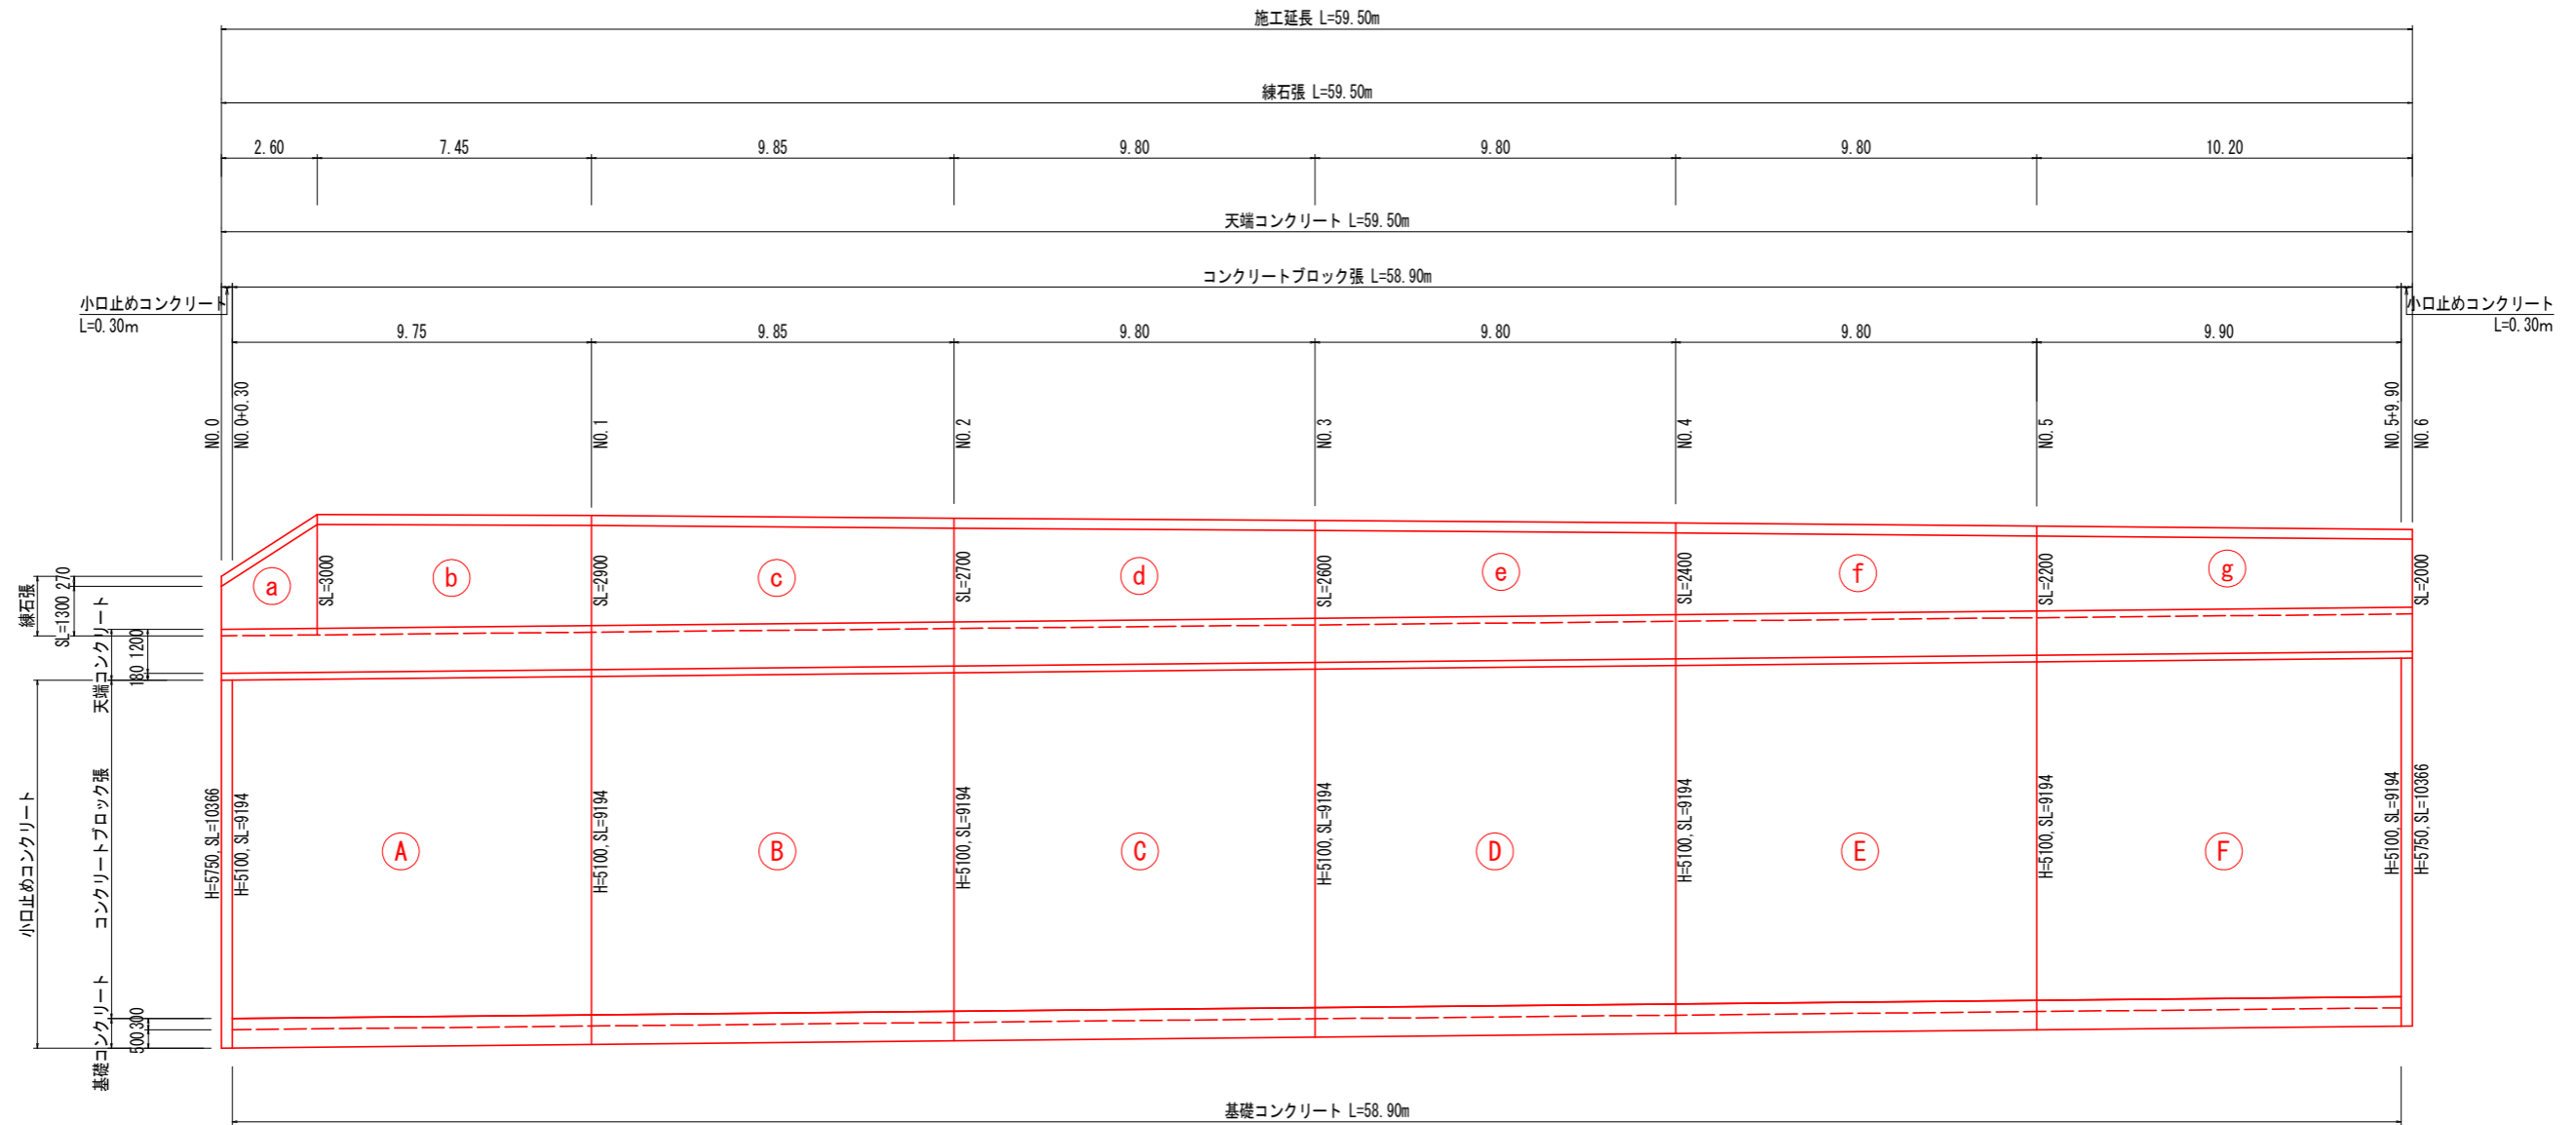 施工延長 L=59.50m
練石張 L=59.50m
2.60 7.45 9.85 9.80 9.80 9.80 10.20
天端コンクリート L=59.50m
コンクリートブロック張 L=58.90m
小口止めコンクリート
L=0.30m
小口止めコンクリート
L=0.30m
9.75 9.85 9.80 9.80 9.80 9.90
NO.0
NO.0+0.30
NO.1
NO.2
NO.3
NO.4
NO.5
NO.5+9.90
NO.6
練石張
SL=1300 270
a
SL=3000
b
SL=2900
c
SL=2700
d
SL=2600
e
SL=2400
f
SL=2200
g
SL=2000
天端コンクリート
180 1200
小口止めコンクリート
コンクリートブロック張
H=5750,SL=10366
H=5100,SL=9194
A
H=5100,SL=9194
B
H=5100,SL=9194
C
H=5100,SL=9194
D
H=5100,SL=9194
E
H=5100,SL=9194
F
H=5100,SL=9194
H=5750,SL=10366
基礎コンクリート
500 300
基礎コンクリート L=58.90m